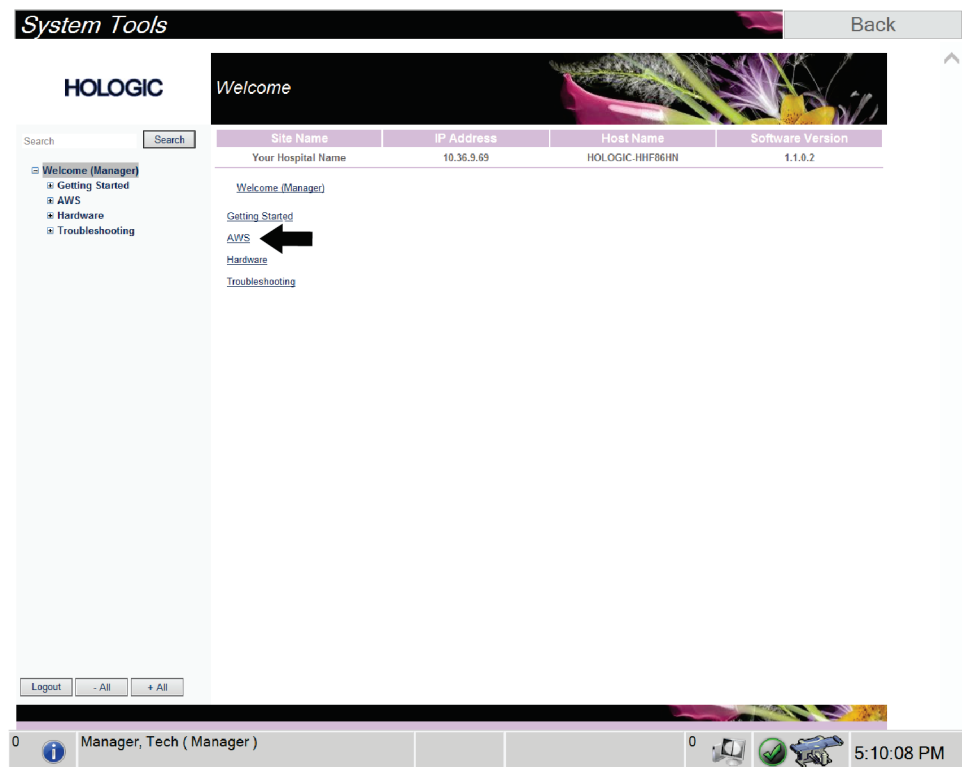 System Tools
Back
HOLOGIC
Welcome
Search
Search
Site Name
IP Address
Host Name
Software Version
Your Hospital Name
10.36.9.69
HOLOGIC-HHF86HN
1.1.0.2
Welcome (Manager)
Getting Started
AWS
Hardware
Troubleshooting
Welcome (Manager)
Getting Started
AWS
Hardware
Troubleshooting
Logout
- All
+ All
0
Manager, Tech ( Manager )
0
5:10:08 PM